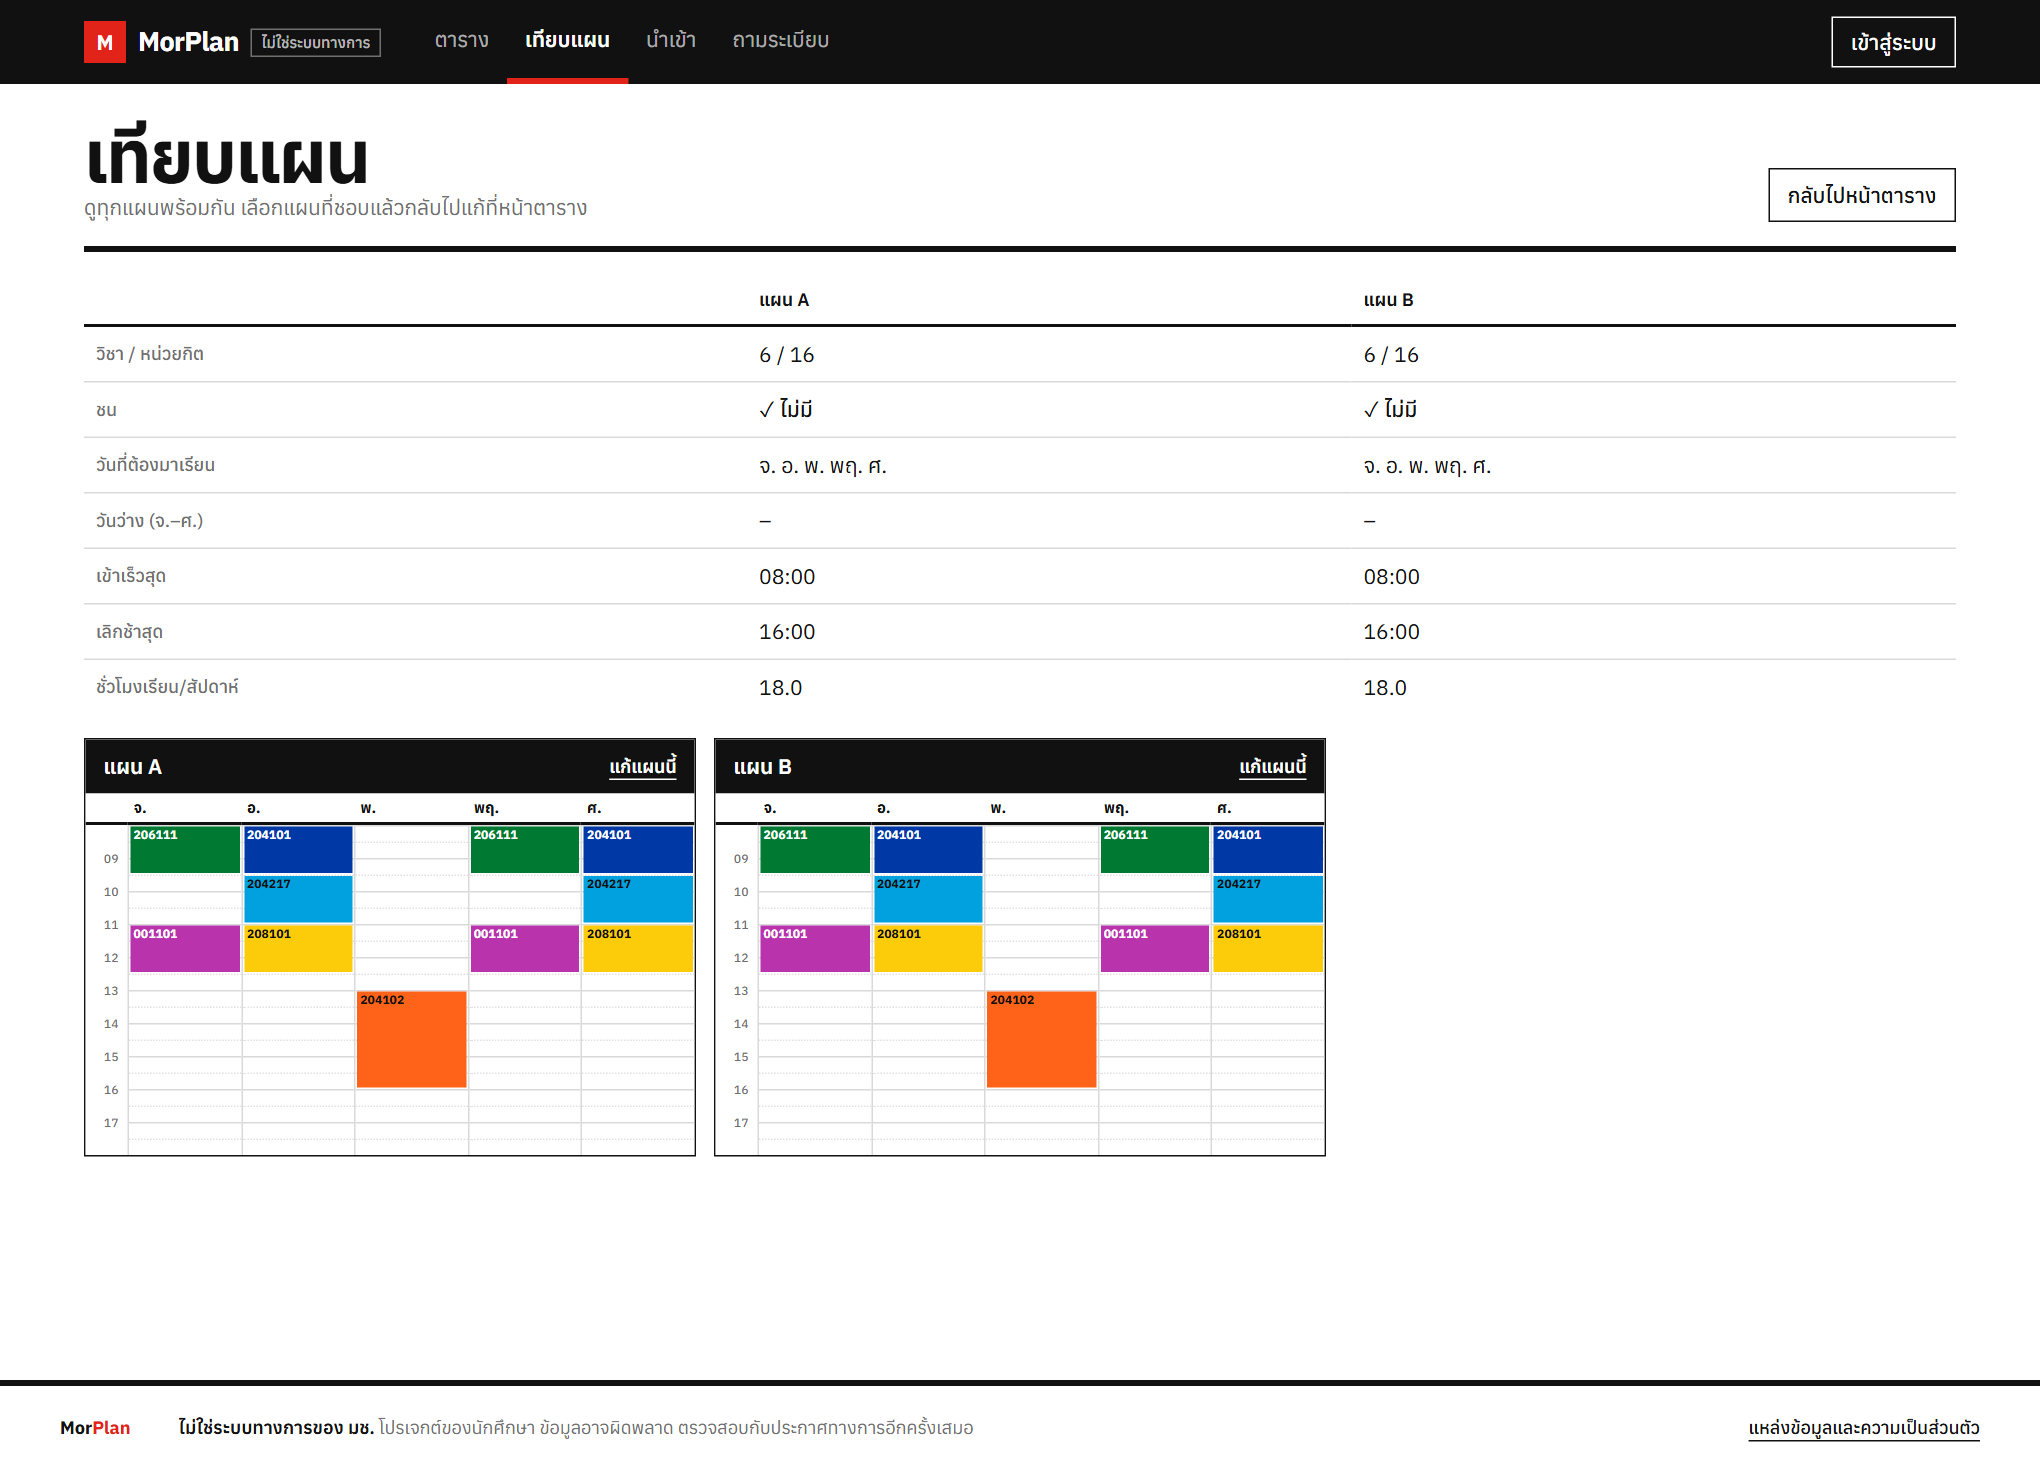 M MorPlan ไม่ใช่ระบบทางการ ตาราง เทียบแผน นำเข้า ถามระเบียบ เข้าสู่ระบบ
เทียบแผน
ดูทุกแผนพร้อมกัน เลือกแผนที่ชอบแล้วกลับไปแก้ที่หน้าตาราง
กลับไปหน้าตาราง
แผน A แผน B
วิชา / หน่วยกิต 6 / 16 6 / 16
ชน ✓ ไม่มี ✓ ไม่มี
วันที่ต้องมาเรียน จ. อ. พ. พฤ. ศ. จ. อ. พ. พฤ. ศ.
วันว่าง (จ.–ศ.) – –
เข้าเร็วสุด 08:00 08:00
เลิกช้าสุด 16:00 16:00
ชั่วโมงเรียน/สัปดาห์ 18.0 18.0
แผน A แก้แผนนี้
จ. อ. พ. พฤ. ศ.
206111 204101 206111 204101
09
204217 204217
10
11
001101 208101 001101 208101
12
13
204102
14
15
16
17
แผน B แก้แผนนี้
จ. อ. พ. พฤ. ศ.
206111 204101 206111 204101
09
204217 204217
10
11
001101 208101 001101 208101
12
13
204102
14
15
16
17
MorPlan ไม่ใช่ระบบทางการของ มช. โปรเจกต์ของนักศึกษา ข้อมูลอาจผิดพลาด ตรวจสอบกับประกาศทางการอีกครั้งเสมอ แหล่งข้อมูลและความเป็นส่วนตัว